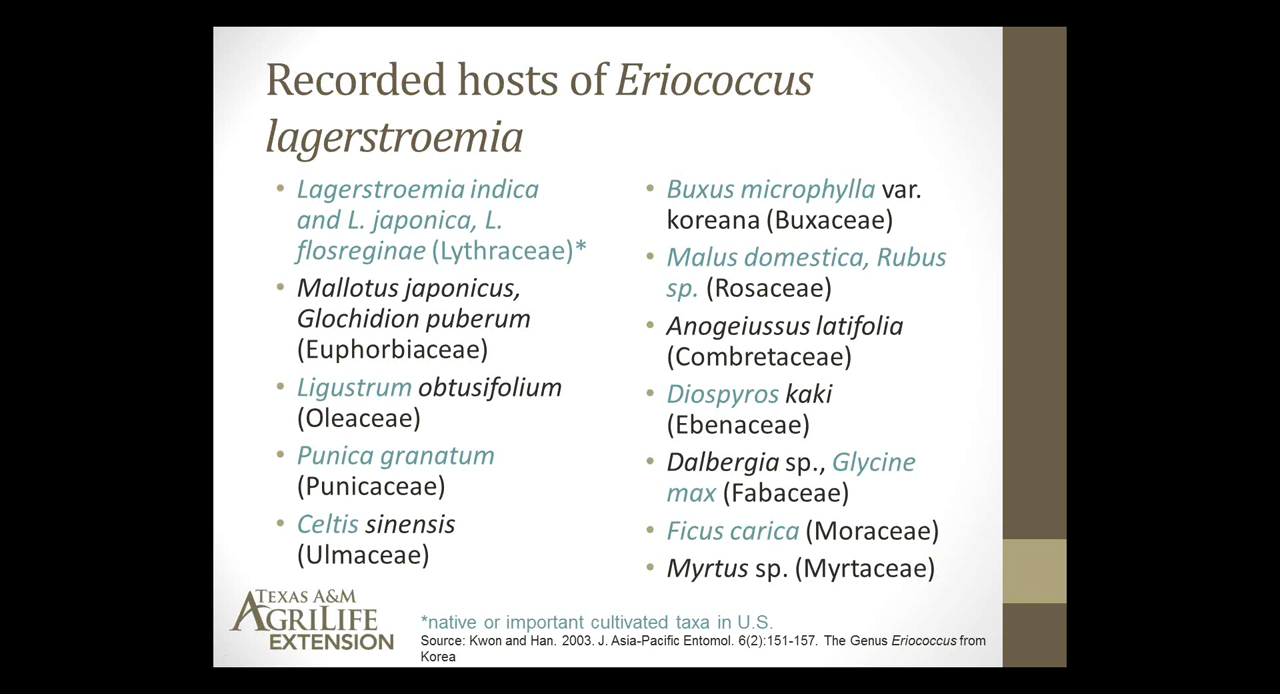 Recorded hosts of Eriococcus
lagerstroemia
• Lagerstroemia indica
and L. japonica, L.
flosreginae (Lythraceae)*
• Mallotus japonicus,
Glochidion puberum
(Euphorbiaceae)
• Ligustrum obtusifolium
(Oleaceae)
• Punica granatum
(Punicaceae)
• Celtis sinensis
(Ulmaceae)
• Buxus microphylla var.
koreana (Buxaceae)
• Malus domestica, Rubus
sp. (Rosaceae)
• Anogeiussus latifolia
(Combretaceae)
• Diospyros kaki
(Ebenaceae)
• Dalbergia sp., Glycine
max (Fabaceae)
• Ficus carica (Moraceae)
• Myrtus sp. (Myrtaceae)
TEXAS A&M
AGRILIFE
EXTENSION
*native or important cultivated taxa in U.S.
Source: Kwon and Han. 2003. J. Asia-Pacific Entomol. 6(2):151-157. The Genus Eriococcus from
Korea